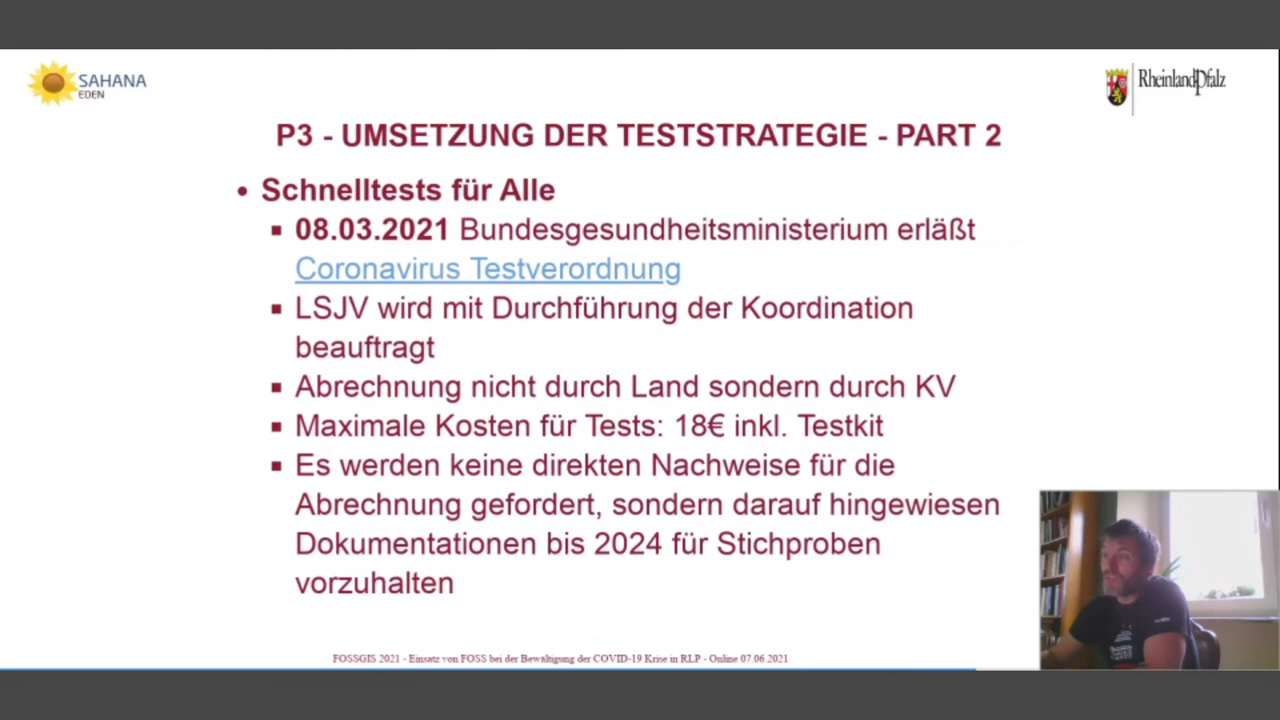 SAHANA
EDEN
RheinlandPfalz
P3 - UMSETZUNG DER TESTSTRATEGIE - PART 2
• Schnelltests für Alle
▪ 08.03.2021 Bundesgesundheitsministerium erläßt
Coronavirus Testverordnung
▪ LSJV wird mit Durchführung der Koordination
beauftragt
▪ Abrechnung nicht durch Land sondern durch KV
▪ Maximale Kosten für Tests: 18€ inkl. Testkit
▪ Es werden keine direkten Nachweise für die
Abrechnung gefordert, sondern darauf hingewiesen
Dokumentationen bis 2024 für Stichproben
vorzuhalten
FOSSGIS 2021 - Einsatz von FOSS bei der Bewältigung der COVID-19 Krise in RLP - Online 07.06.2021